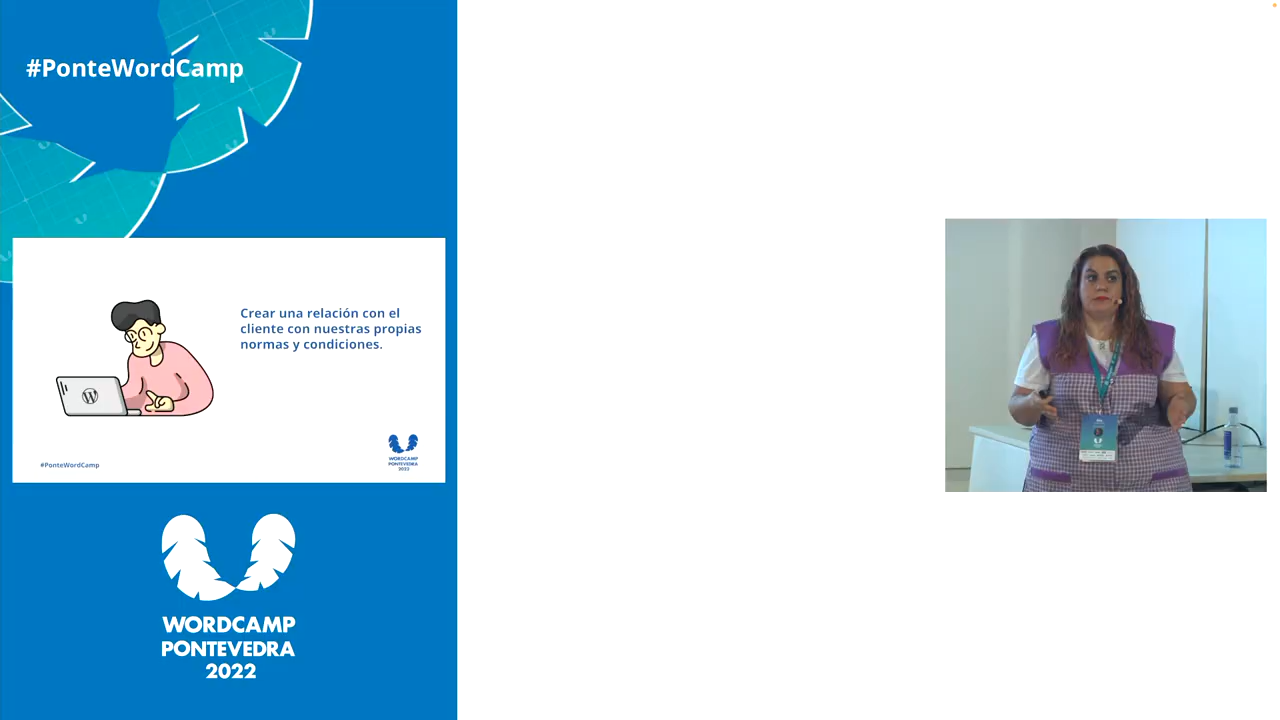 #PonteWordCamp
Crear una relación con el
cliente con nuestras propias
normas y condiciones.
#PonteWordCamp
WORDCAMP
PONTEVEDRA
2022
WORDCAMP
PONTEVEDRA
2022